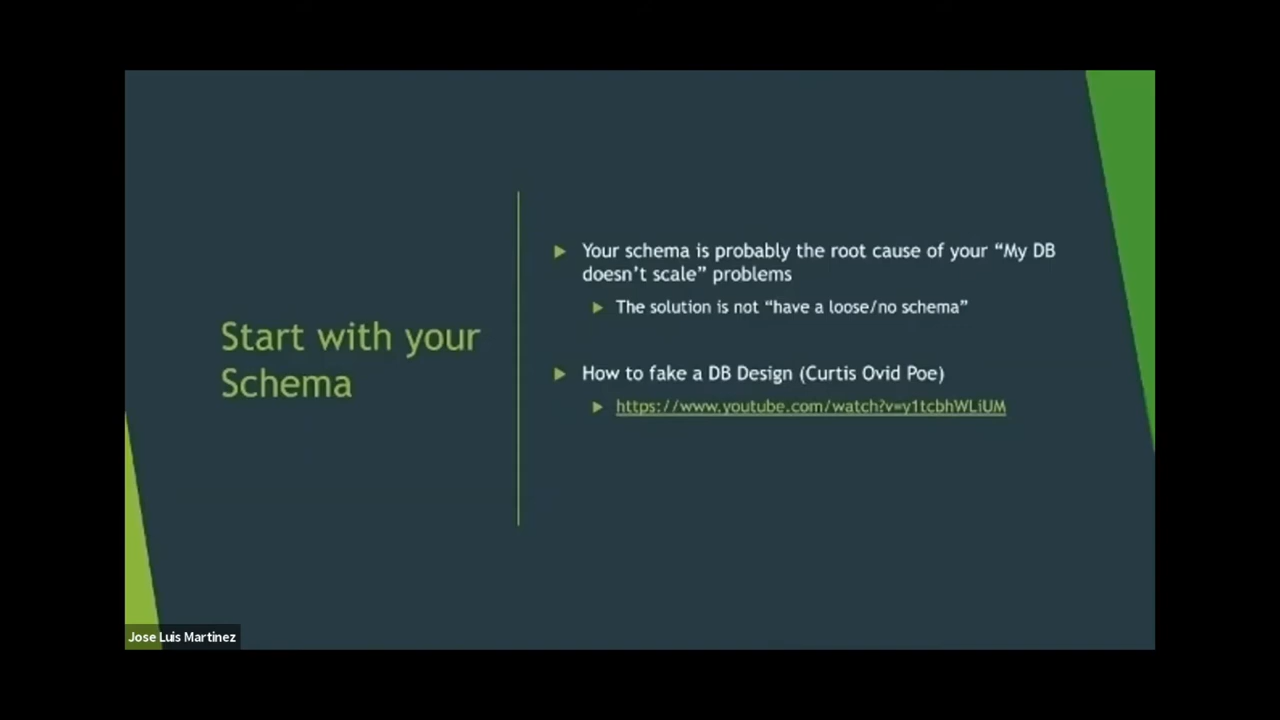 Start with your
Schema
Your schema is probably the root cause of your “My DB
doesn’t scale” problems
The solution is not “have a loose/no schema”
How to fake a DB Design (Curtis Ovid Poe)
https://www.youtube.com/watch?v=y1tcbhWLiUM
Jose Luis Martinez